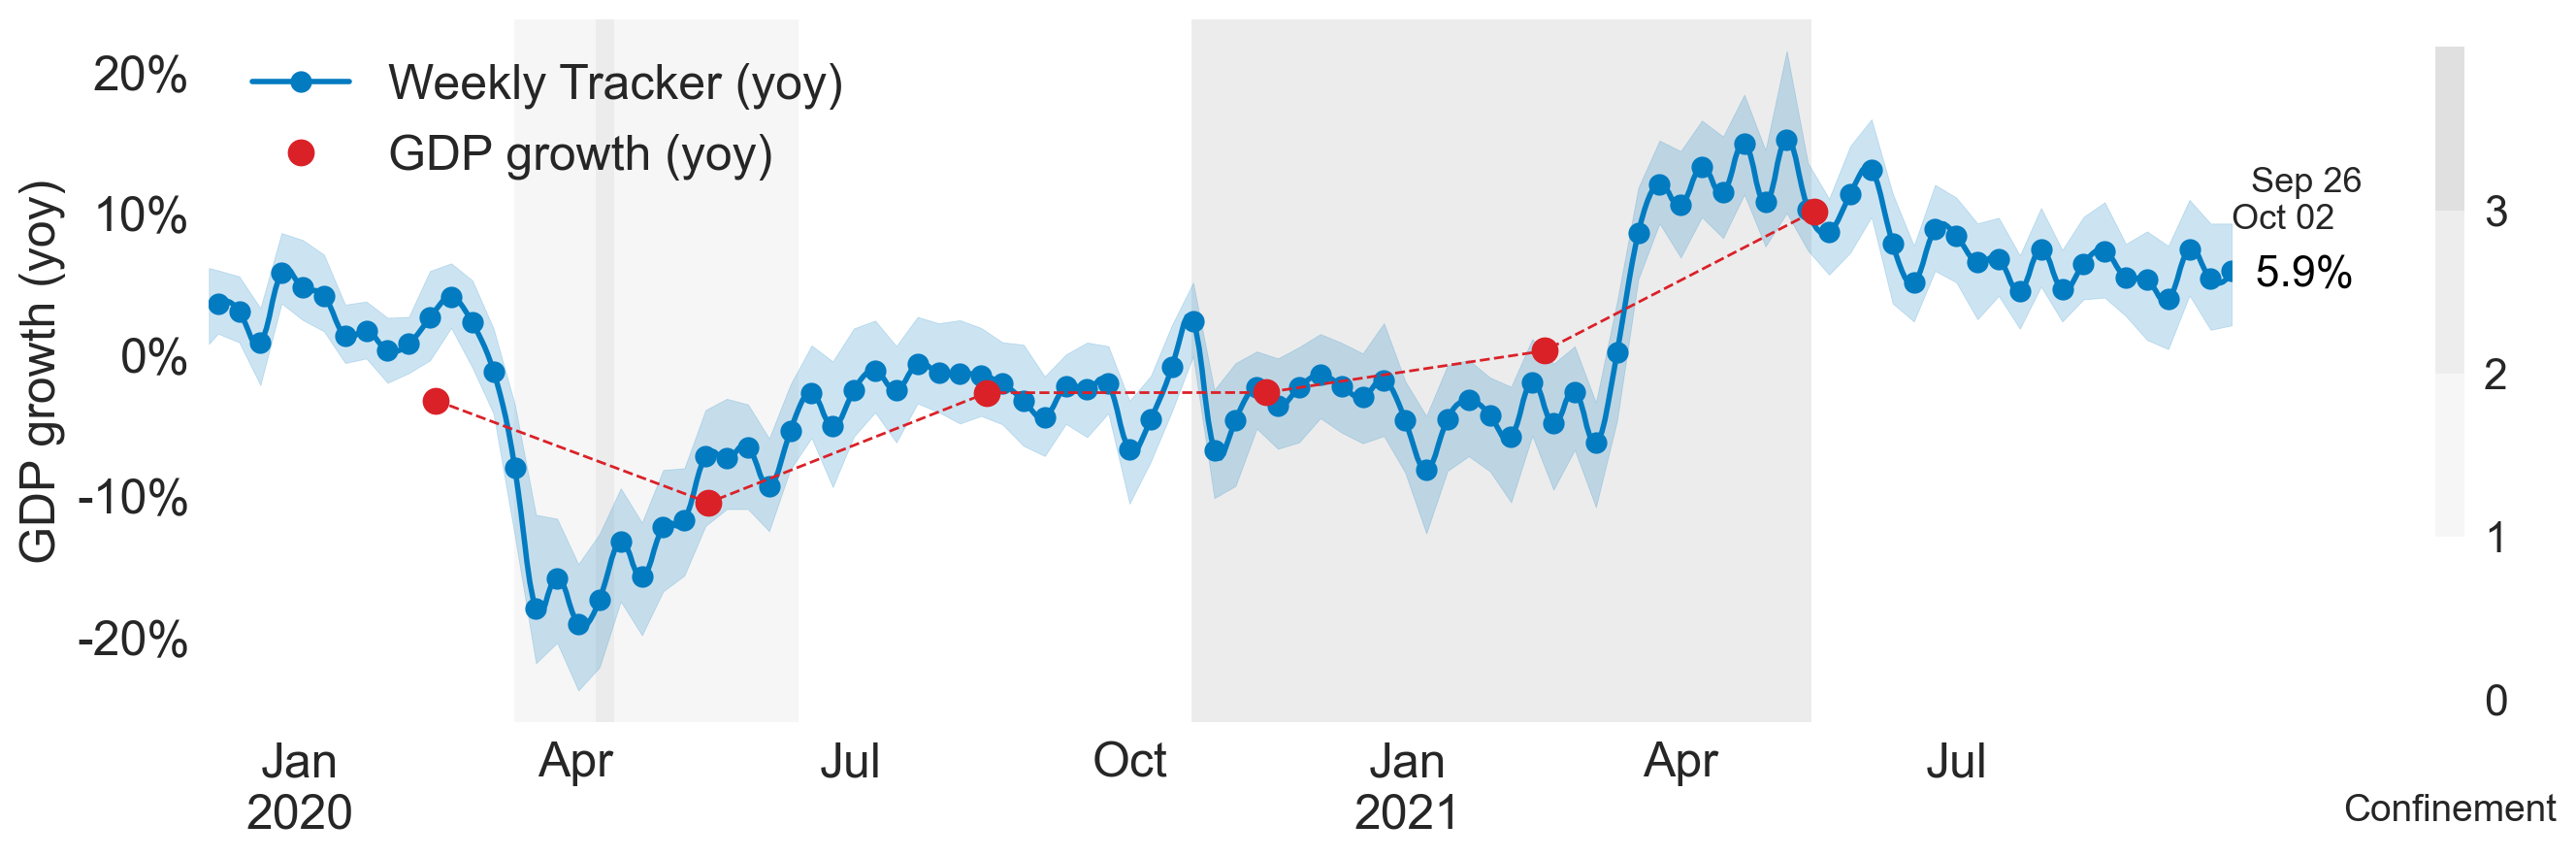 GDP growth (yoy)
20%
10%
0%
-10%
-20%
Weekly Tracker (yoy)
GDP growth (yoy)
Sep 26
Oct 02
5.9%
3
2
1
0
Jan Apr Jul Oct Jan Apr Jul
2020 2021
Confinement